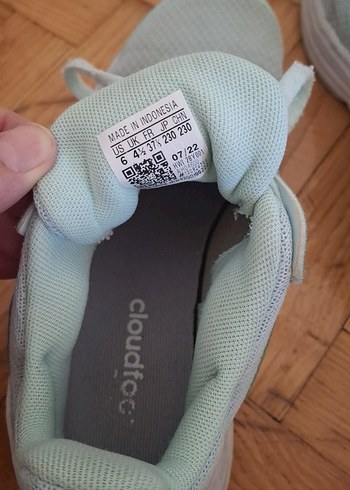 MADE IN INDONESIA
US UK FR JP CHN
6 4½ 37⅓ 230 230
07/22
cloudfoa